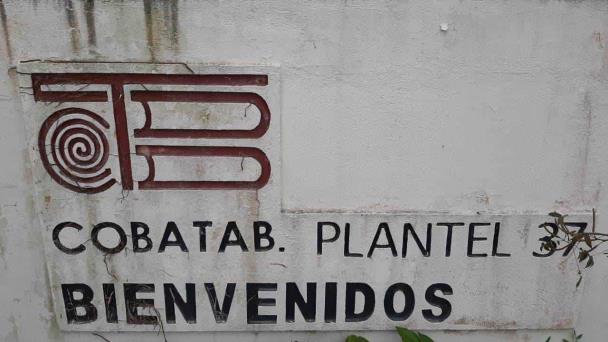 COBATAB. PLANTEL 37
BIENVENIDOS